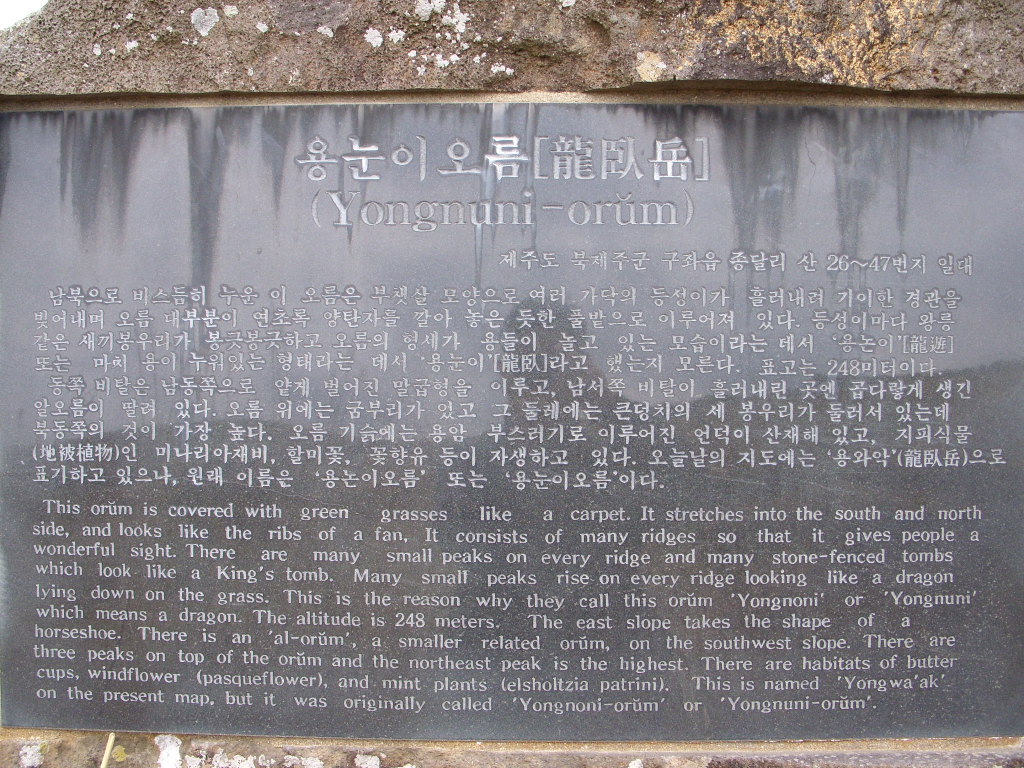 용눈이오름[龍臥岳]
(Yongnuni-orŭm)
제주도 북제주군 구좌읍 종달리 산 26～47번지 일대
남북으로 비스듬히 누운 이 오름은 부챗살 모양으로 여러 가닥의 등성이가 흘러내려 기이한 경관을
빚어내며 오름 대부분이 연초록 양탄자를 깔아 놓은 듯한 풀밭으로 이루어져 있다. 등성이마다 왕릉
같은 새끼봉우리가 봉긋봉긋하고 오름의 형세가 용들이 놀고 있는 모습이라는 데서 '용논이'[龍遊]
또는 마치 용이 누워있는 형태라는 데서 '용눈이'[龍臥]라고 했는지 모른다. 표고는 248미터이다.
동쪽 비탈은 남동쪽으로 얕게 벌어진 말굽형을 이루고, 남서쪽 비탈이 흘러내린 곳엔 곱다랗게 생긴
알오름이 딸려 있다. 오름 위에는 굼부리가 있고 그 둘레에는 큰덩치의 세 봉우리가 둘러서 있는데
북동쪽의 것이 가장 높다. 오름 기슭에는 용암 부스러기로 이루어진 언덕이 산재해 있고, 지피식물
(地被植物)인 미나리아재비, 할미꽃, 꽃향유 등이 자생하고 있다. 오늘날의 지도에는 '용와악'(龍臥岳)으로
표기하고 있으나, 원래 이름은 '용논이오름' 또는 '용눈이오름'이다.
This orŭm is covered with green grasses like a carpet. It stretches into the south and north
side, and looks like the ribs of a fan, It consists of many ridges so that it gives people a
wonderful sight. There are many small peaks on every ridge and many stone-fenced tombs
which look like a King's tomb. Many small peaks rise on every ridge looking like a dragon
lying down on the grass. This is the reason why they call this orŭm 'Yongnoni' or 'Yongnuni'
which means a dragon. The altitude is 248 meters. The east slope takes the shape of a
horseshoe. There is an 'al-orŭm', a smaller related orŭm, on the southwest slope. There are
three peaks on top of the orŭm and the northeast peak is the highest. There are habitats of butter
cups, windflower (pasqueflower), and mint plants (elsholtzia patrini). This is named 'Yongwa'ak'
on the present map, but it was originally called 'Yongnoni-orŭm' or 'Yongnuni-orŭm'.